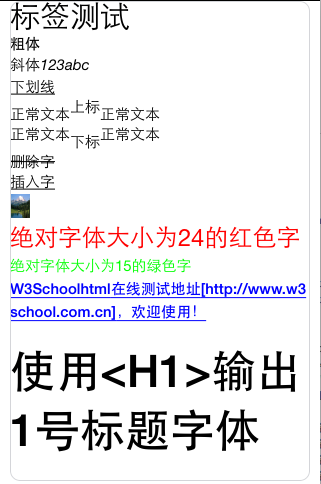 标签测试
粗体
斜体123abc
下划线
正常文本上标正常文本
正常文本下标正常文本
删除字
插入字
绝对字体大小为24的红色字
绝对字体大小为15的绿色字
W3Schoolhtml在线测试地址[http://www.w3
school.com.cn]，欢迎使用！
使用<H1>输出
1号标题字体